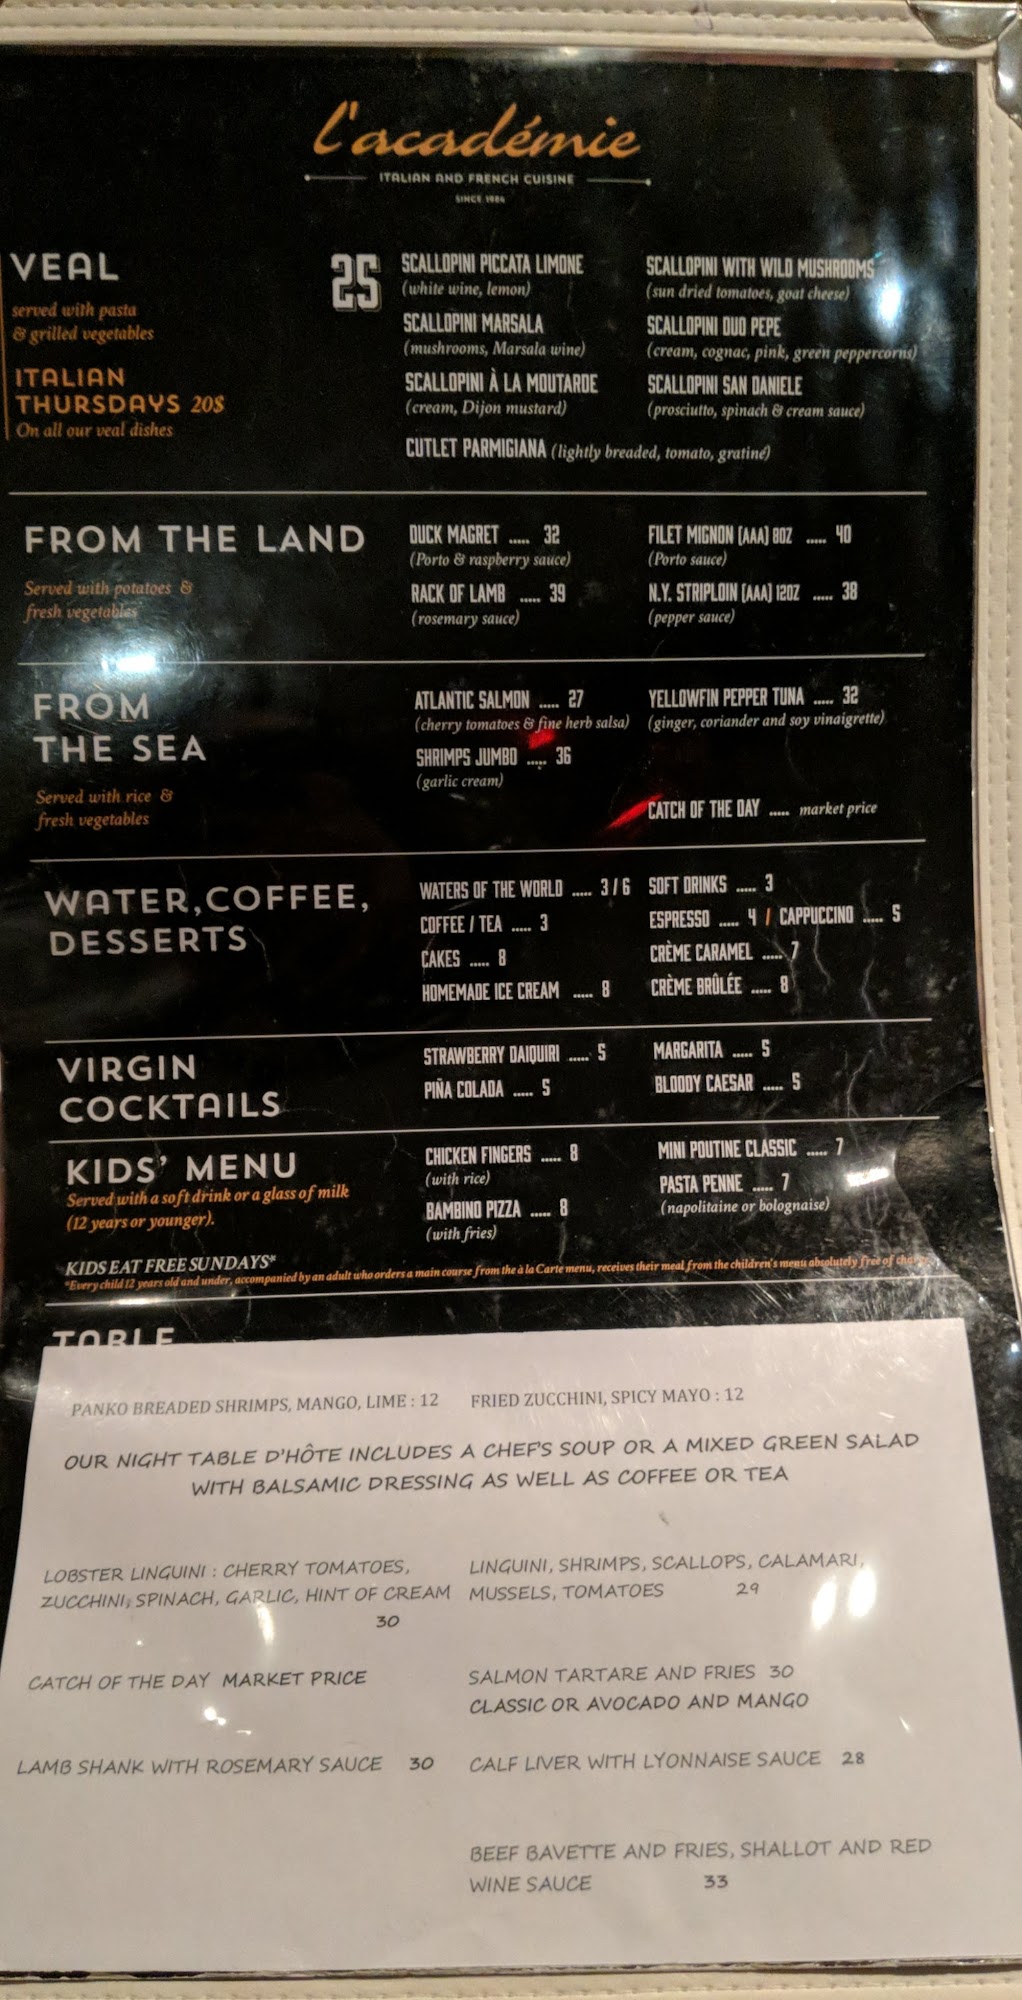 l'académie
ITALIAN AND FRENCH CUISINE
SINCE 1984
VEAL
served with pasta
& grilled vegetables
ITALIAN
THURSDAYS 20$
On all our veal dishes
25
SCALLOPINI PICCATA LIMONE
(white wine, lemon)
SCALLOPINI MARSALA
(mushrooms, Marsala wine)
SCALLOPINI À LA MOUTARDE
(cream, Dijon mustard)
SCALLOPINI WITH WILD MUSHROOMS
(sun dried tomatoes, goat cheese)
SCALLOPINI DUO PEPE
(cream, cognac, pink, green peppercorns)
SCALLOPINI SAN DANIELE
(prosciutto, spinach & cream sauce)
CUTLET PARMIGIANA (lightly breaded, tomato, gratiné)
FROM THE LAND
Served with potatoes &
fresh vegetables
DUCK MAGRET ..... 32
(Porto & raspberry sauce)
RACK OF LAMB ..... 39
(rosemary sauce)
FILET MIGNON (AAA) 8OZ ..... 40
(Porto sauce)
N.Y. STRIPLOIN (AAA) 12OZ ..... 38
(pepper sauce)
FROM
THE SEA
Served with rice &
fresh vegetables
ATLANTIC SALMON ..... 27
(cherry tomatoes & fine herb salsa)
SHRIMPS JUMBO ..... 36
(garlic cream)
YELLOWFIN PEPPER TUNA ..... 32
(ginger, coriander and soy vinaigrette)
CATCH OF THE DAY ..... market price
WATER, COFFEE,
DESSERTS
WATERS OF THE WORLD ..... 3 / 6
COFFEE / TEA ..... 3
CAKES ..... 8
HOMEMADE ICE CREAM ..... 8
SOFT DRINKS ..... 3
ESPRESSO ..... 4 / CAPPUCCINO ..... 5
CRÈME CARAMEL ..... 7
CRÈME BRÛLÉE ..... 8
VIRGIN
COCKTAILS
STRAWBERRY DAIQUIRI ..... 5
PIÑA COLADA ..... 5
MARGARITA ..... 5
BLOODY CAESAR ..... 5
KIDS' MENU
Served with a soft drink or a glass of milk
(12 years or younger).
CHICKEN FINGERS ..... 8
(with rice)
BAMBINO PIZZA ..... 8
(with fries)
MINI POUTINE CLASSIC ..... 7
PASTA PENNE ..... 7
(napolitaine or bolognaise)
KIDS EAT FREE SUNDAYS*
*Every child 12 years old and under, accompanied by an adult who orders a main course from the à la Carte menu, receives their meal from the children's menu absolutely free of charge.
TABLE
PANKO BREADED SHRIMPS, MANGO, LIME : 12
FRIED ZUCCHINI, SPICY MAYO : 12
OUR NIGHT TABLE D'HÔTE INCLUDES A CHEF'S SOUP OR A MIXED GREEN SALAD
WITH BALSAMIC DRESSING AS WELL AS COFFEE OR TEA
LOBSTER LINGUINI : CHERRY TOMATOES,
ZUCCHINI, SPINACH, GARLIC, HINT OF CREAM
30
LINGUINI, SHRIMPS, SCALLOPS, CALAMARI,
MUSSELS, TOMATOES 29
CATCH OF THE DAY MARKET PRICE
SALMON TARTARE AND FRIES 30
CLASSIC OR AVOCADO AND MANGO
LAMB SHANK WITH ROSEMARY SAUCE 30
CALF LIVER WITH LYONNAISE SAUCE 28
BEEF BAVETTE AND FRIES, SHALLOT AND RED
WINE SAUCE 33